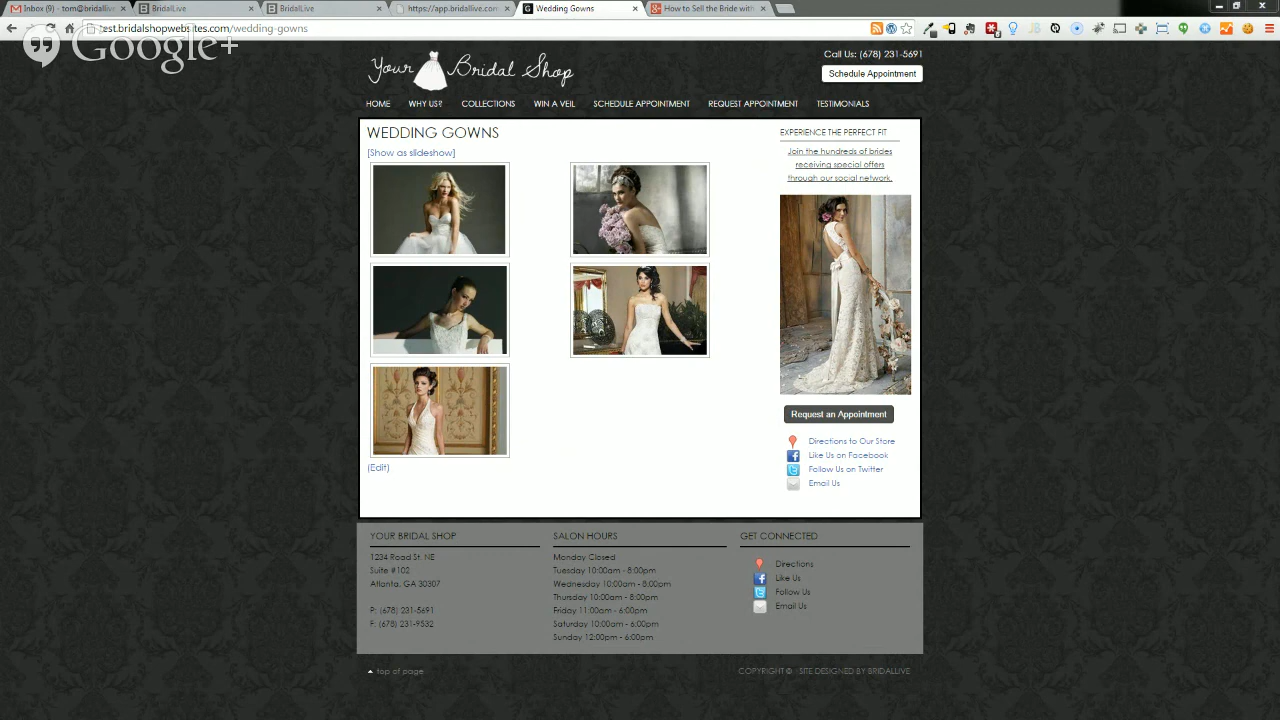 Inbox (9) - tom@bridallive
BridalLive
BridalLive
https://app.bridallive.com
Wedding Gowns
How to Sell the Bride with
test.bridalshopwebsites.com/wedding-gowns
Google+
Your Bridal Shop
Call Us: (678) 231-5691
Schedule Appointment
HOME WHY US? COLLECTIONS WIN A VEIL SCHEDULE APPOINTMENT REQUEST APPOINTMENT TESTIMONIALS
WEDDING GOWNS
[Show as slideshow]
(Edit)
EXPERIENCE THE PERFECT FIT
Join the hundreds of brides
receiving special offers
through our social network.
Request an Appointment
Directions to Our Store
Like Us on Facebook
Follow Us on Twitter
Email Us
YOUR BRIDAL SHOP
1234 Road St. NE
Suite #102
Atlanta, GA 30307
P: (678) 231-5691
F: (678) 231-9532
SALON HOURS
Monday Closed
Tuesday 10:00am - 8:00pm
Wednesday 10:00am - 8:00pm
Thursday 10:00am - 8:00pm
Friday 11:00am - 6:00pm
Saturday 10:00am - 6:00pm
Sunday 12:00pm - 6:00pm
GET CONNECTED
Directions
Like Us
Follow Us
Email Us
top of page
COPYRIGHT © - SITE DESIGNED BY BRIDALLIVE